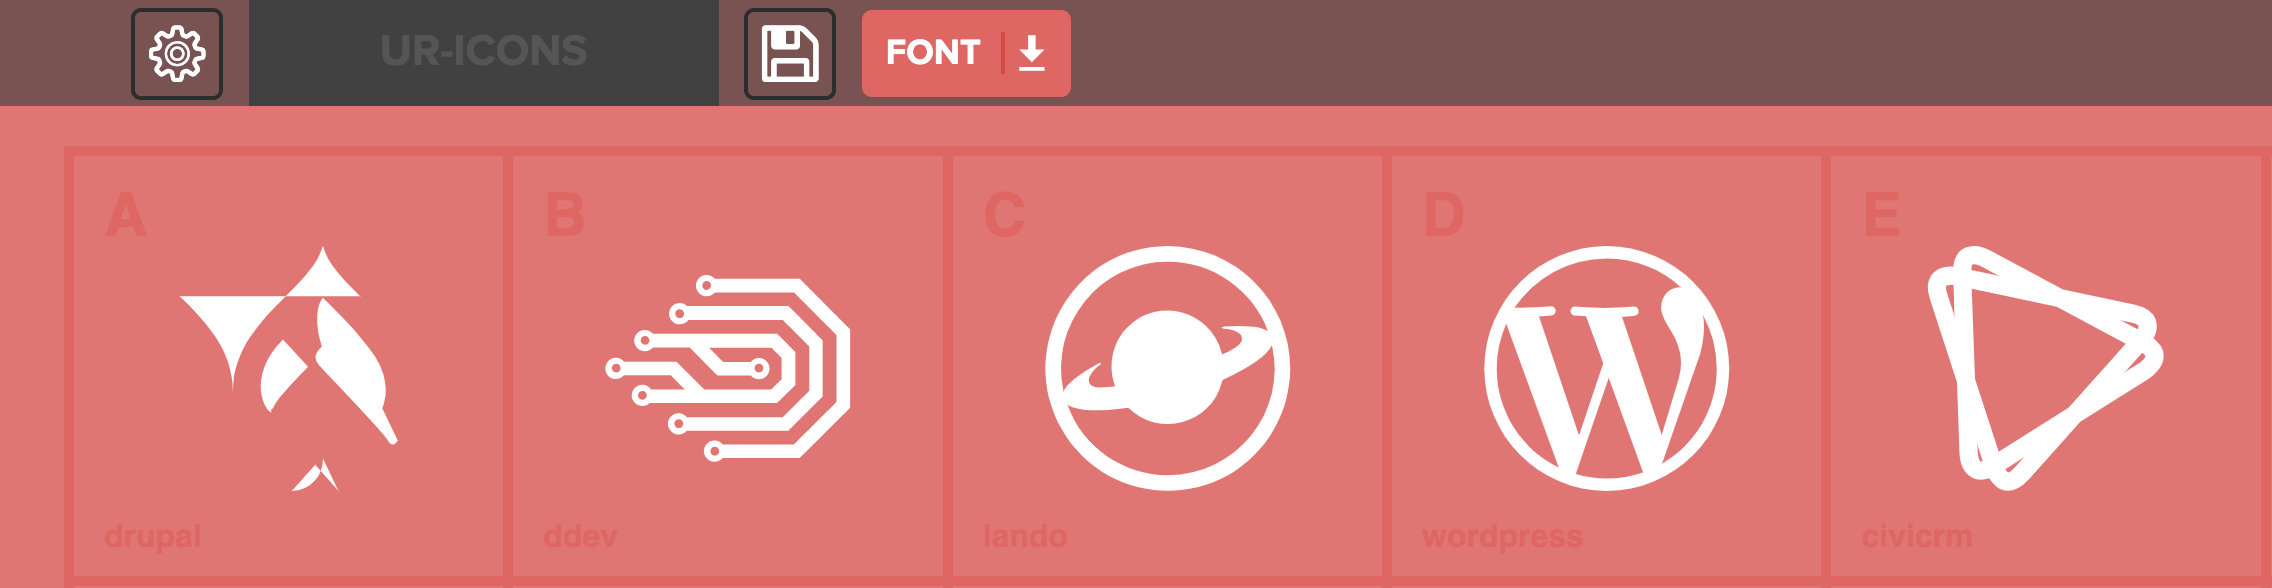 UR-ICONS
FONT
A
B
C
D
E
drupal
ddev
lando
wordpress
civicrm